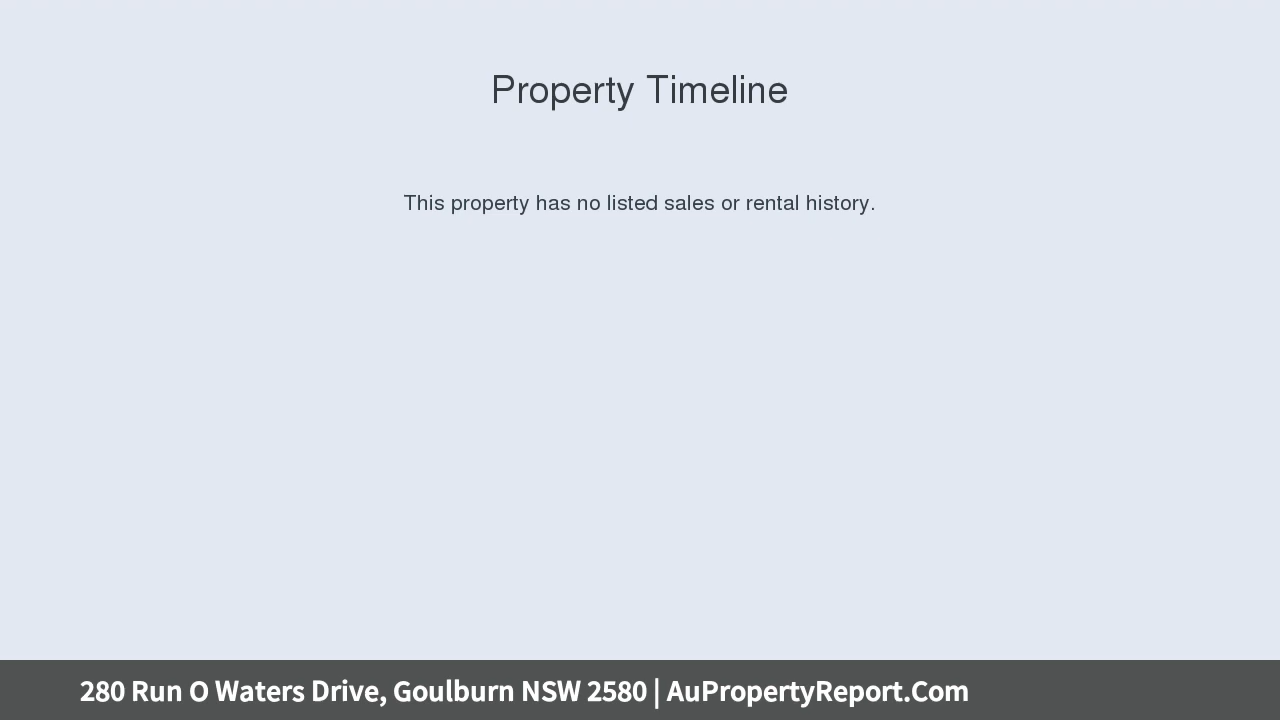 Property Timeline
This property has no listed sales or rental history.
280 Run O Waters Drive, Goulburn NSW 2580 | AuPropertyReport.Com